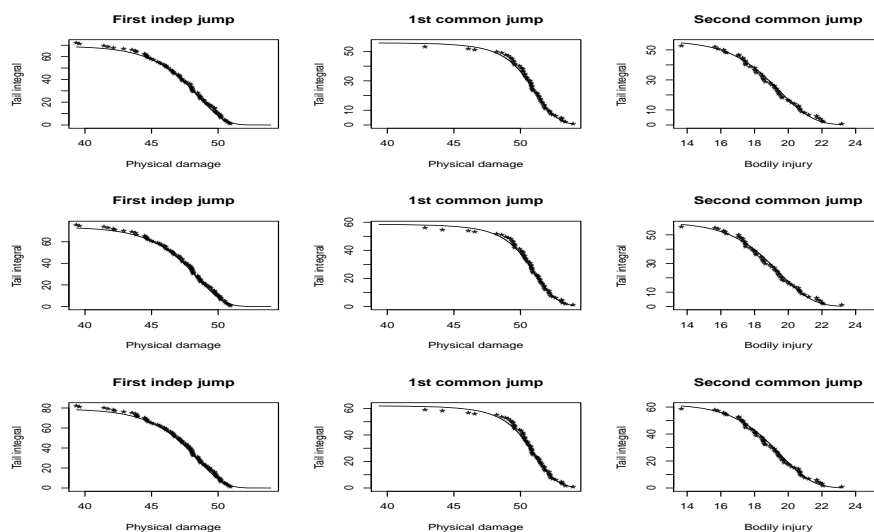 First indep jump
1st common jump
Second common jump
Tail integral
0 20 40 60
40 45 50
Physical damage
Tail integral
0 10 30 50
40 45 50
Physical damage
Tail integral
0 10 30 50
14 16 18 20 22 24
Bodily injury
First indep jump
1st common jump
Second common jump
Tail integral
0 20 40 60
40 45 50
Physical damage
Tail integral
0 20 40 60
40 45 50
Physical damage
Tail integral
0 10 30 50
14 16 18 20 22 24
Bodily injury
First indep jump
1st common jump
Second common jump
Tail integral
0 20 40 60 80
40 45 50
Physical damage
Tail integral
0 20 40 60
40 45 50
Physical damage
Tail integral
0 20 40 60
14 16 18 20 22 24
Bodily injury